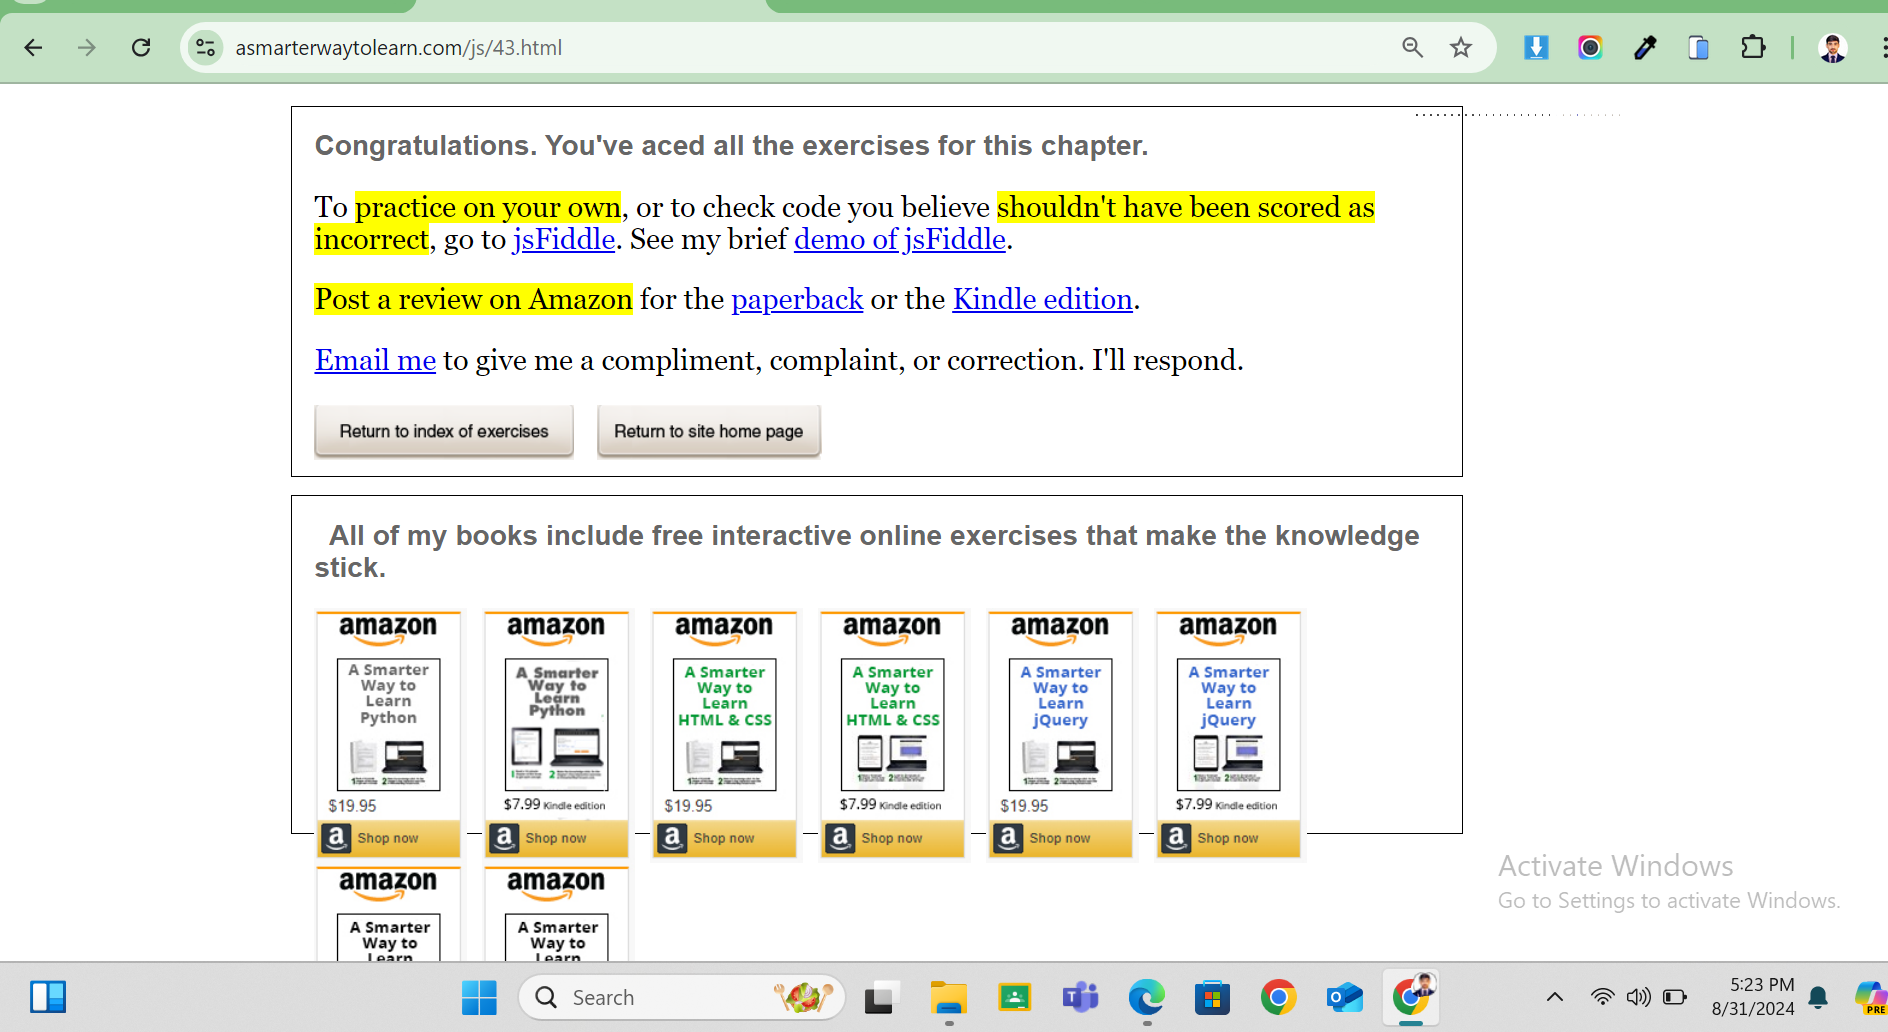 asmarterwaytolearn.com/js/43.html
Congratulations. You've aced all the exercises for this chapter.
To practice on your own, or to check code you believe shouldn't have been scored as
incorrect, go to jsFiddle. See my brief demo of jsFiddle.
Post a review on Amazon for the paperback or the Kindle edition.
Email me to give me a compliment, complaint, or correction. I'll respond.
Return to index of exercises Return to site home page
All of my books include free interactive online exercises that make the knowledge
stick.
amazon amazon amazon amazon amazon amazon
A Smarter A Smarter A Smarter A Smarter A Smarter A Smarter
Way to Way to Way to Way to Way to Way to
Learn Learn Learn Learn Learn Learn
Python Python HTML & CSS HTML & CSS jQuery jQuery
$19.95 $7.99 Kindle edition $19.95 $7.99 Kindle edition $19.95 $7.99 Kindle edition
a Shop now a Shop now a Shop now a Shop now a Shop now a Shop now
amazon amazon
A Smarter A Smarter
Way to Way to
Learn Learn
Activate Windows
Go to Settings to activate Windows.
Search
5:23 PM
8/31/2024
PRE